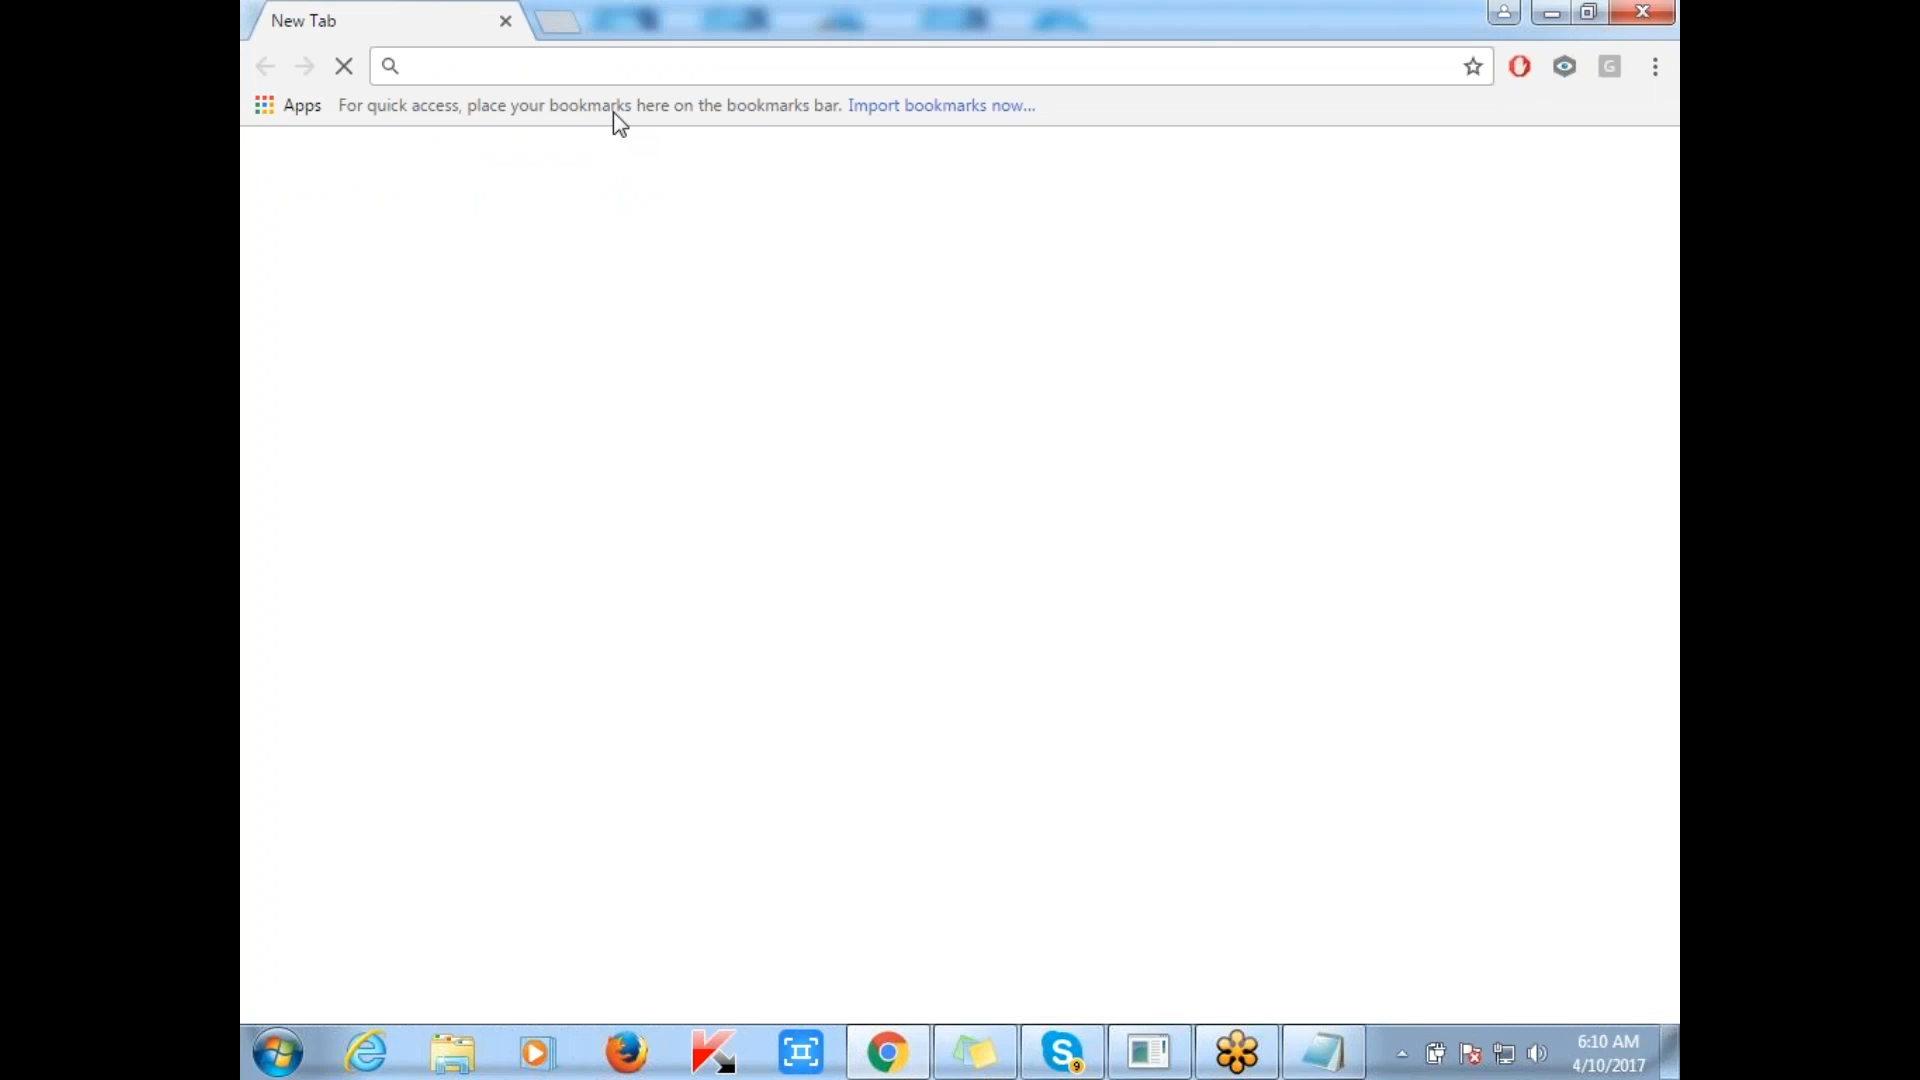 New Tab
G
Apps For quick access, place your bookmarks here on the bookmarks bar. Import bookmarks now...
S
9
6:10 AM
4/10/2017